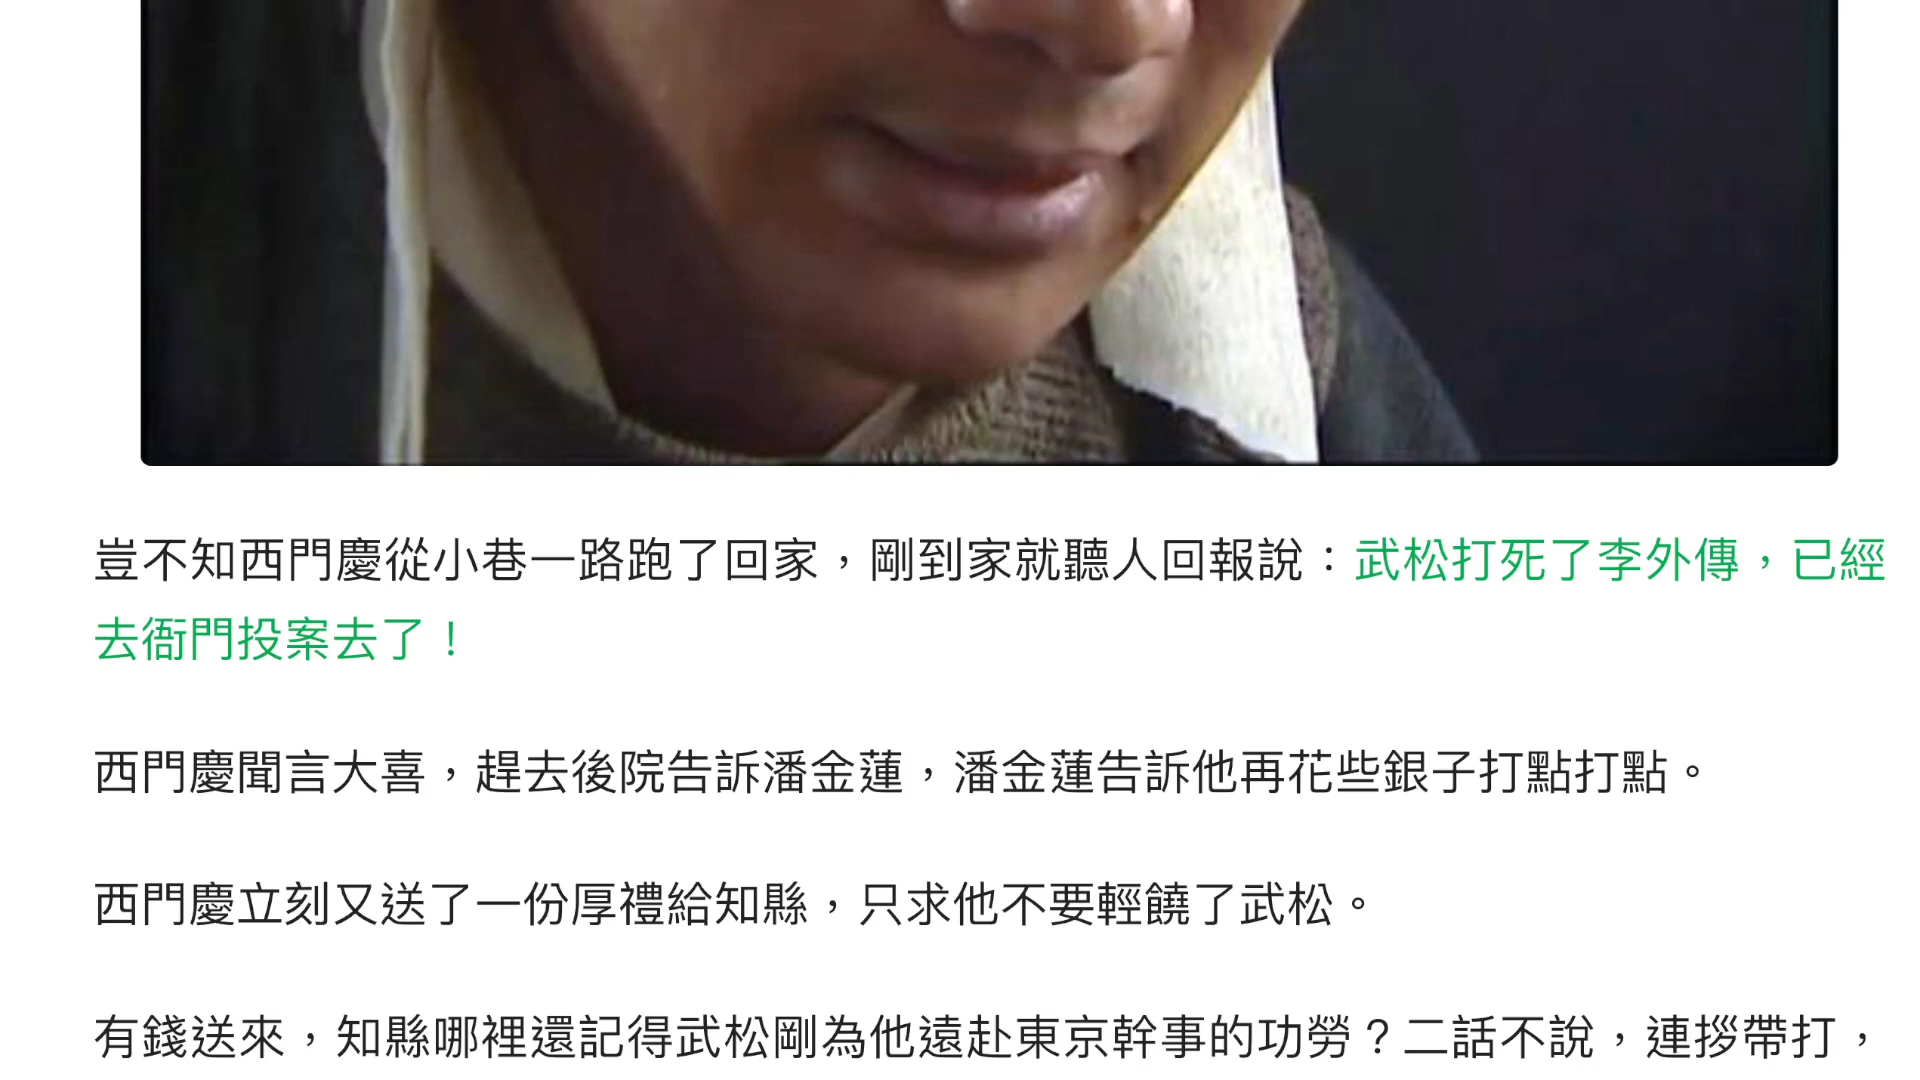 豈不知西門慶從小巷一路跑了回家，剛到家就聽人回報說：武松打死了李外傳，已經
去衙門投案去了！
西門慶聞言大喜，趕去後院告訴潘金蓮，潘金蓮告訴他再花些銀子打點打點。
西門慶立刻又送了一份厚禮給知縣，只求他不要輕饒了武松。
有錢送來，知縣哪裡還記得武松剛為他遠赴東京幹事的功勞？二話不說，連拶帶打，